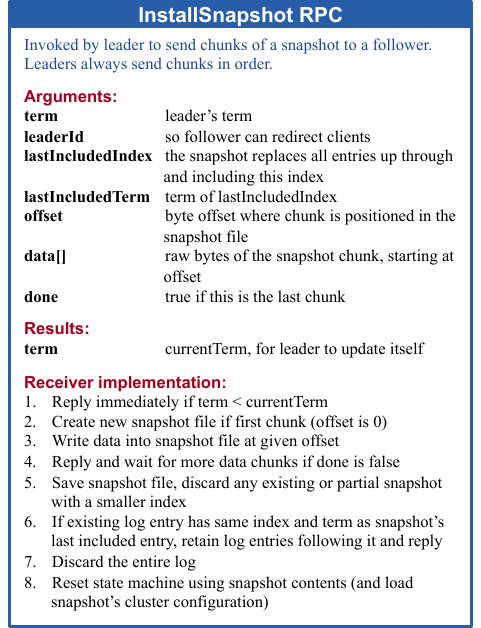 InstallSnapshot RPC
Invoked by leader to send chunks of a snapshot to a follower.
Leaders always send chunks in order.
Arguments:
term leader's term
leaderId so follower can redirect clients
lastIncludedIndex the snapshot replaces all entries up through
and including this index
lastIncludedTerm term of lastIncludedIndex
offset byte offset where chunk is positioned in the
snapshot file
data[] raw bytes of the snapshot chunk, starting at
offset
done true if this is the last chunk
Results:
term currentTerm, for leader to update itself
Receiver implementation:
1. Reply immediately if term < currentTerm
2. Create new snapshot file if first chunk (offset is 0)
3. Write data into snapshot file at given offset
4. Reply and wait for more data chunks if done is false
5. Save snapshot file, discard any existing or partial snapshot
with a smaller index
6. If existing log entry has same index and term as snapshot's
last included entry, retain log entries following it and reply
7. Discard the entire log
8. Reset state machine using snapshot contents (and load
snapshot's cluster configuration)